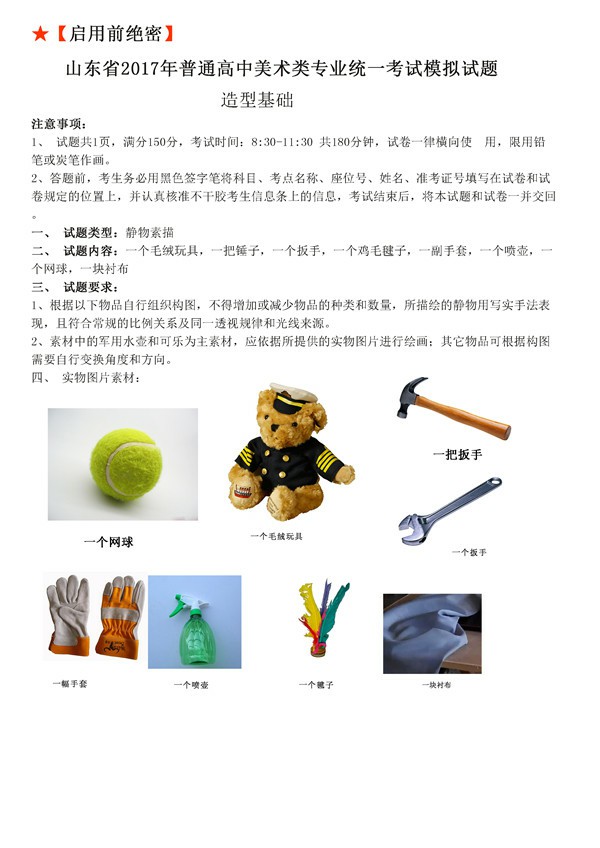 ★【启用前绝密】
山东省2017年普通高中美术类专业统一考试模拟试题
造型基础
注意事项：
1、 试题共1页，满分150分，考试时间：8:30-11:30 共180分钟，试卷一律横向使 用，限用铅
笔或炭笔作画。
2、答题前，考生务必用黑色签字笔将科目、考点名称、座位号、姓名、准考证号填写在试卷和试
卷规定的位置上，并认真核准不干胶考生信息条上的信息，考试结束后，将本试题和试卷一并交回
。
一、 试题类型：静物素描
二、 试题内容：一个毛绒玩具，一把锤子，一个扳手，一个鸡毛毽子，一副手套，一个喷壶，一
个网球，一块衬布
三、 试题要求：
1、根据以下物品自行组织构图，不得增加或减少物品的种类和数量，所描绘的静物用写实手法表
现，且符合常规的比例关系及同一透视规律和光线来源。
2、素材中的军用水壶和可乐为主素材，应依据所提供的实物图片进行绘画；其它物品可根据构图
需要自行变换角度和方向。
四、 实物图片素材：
一把扳手
一个网球
一个毛绒玩具
一个扳手
一幅手套
一个喷壶
一个毽子
一块衬布